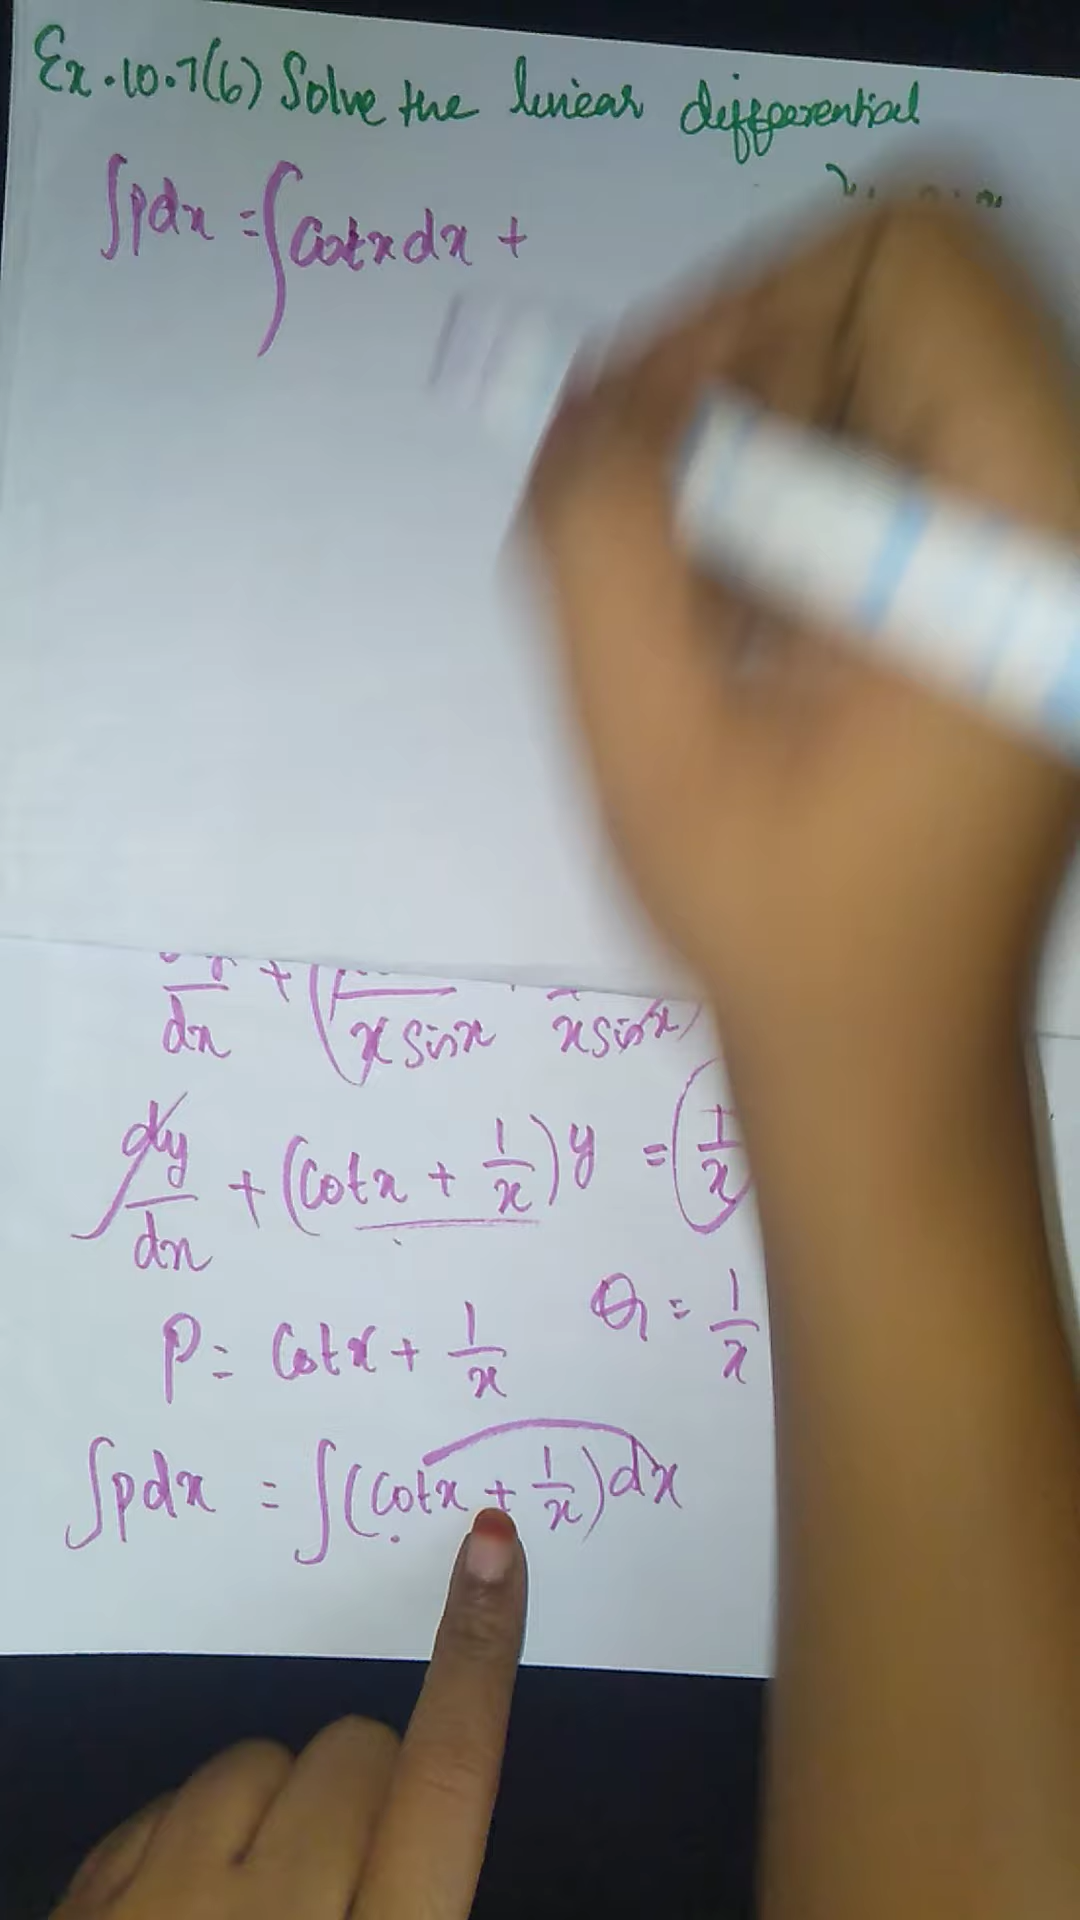 Ex.10.7(6) Solve the linear differential
∫pdx = ∫cotx dx +
dx + ( x sinx x sinx )
dy/dx + (cotx + 1/x) y = 1/x
P = cotx + 1/x Q = 1/x
∫pdx = ∫(cotx + 1/x)dx